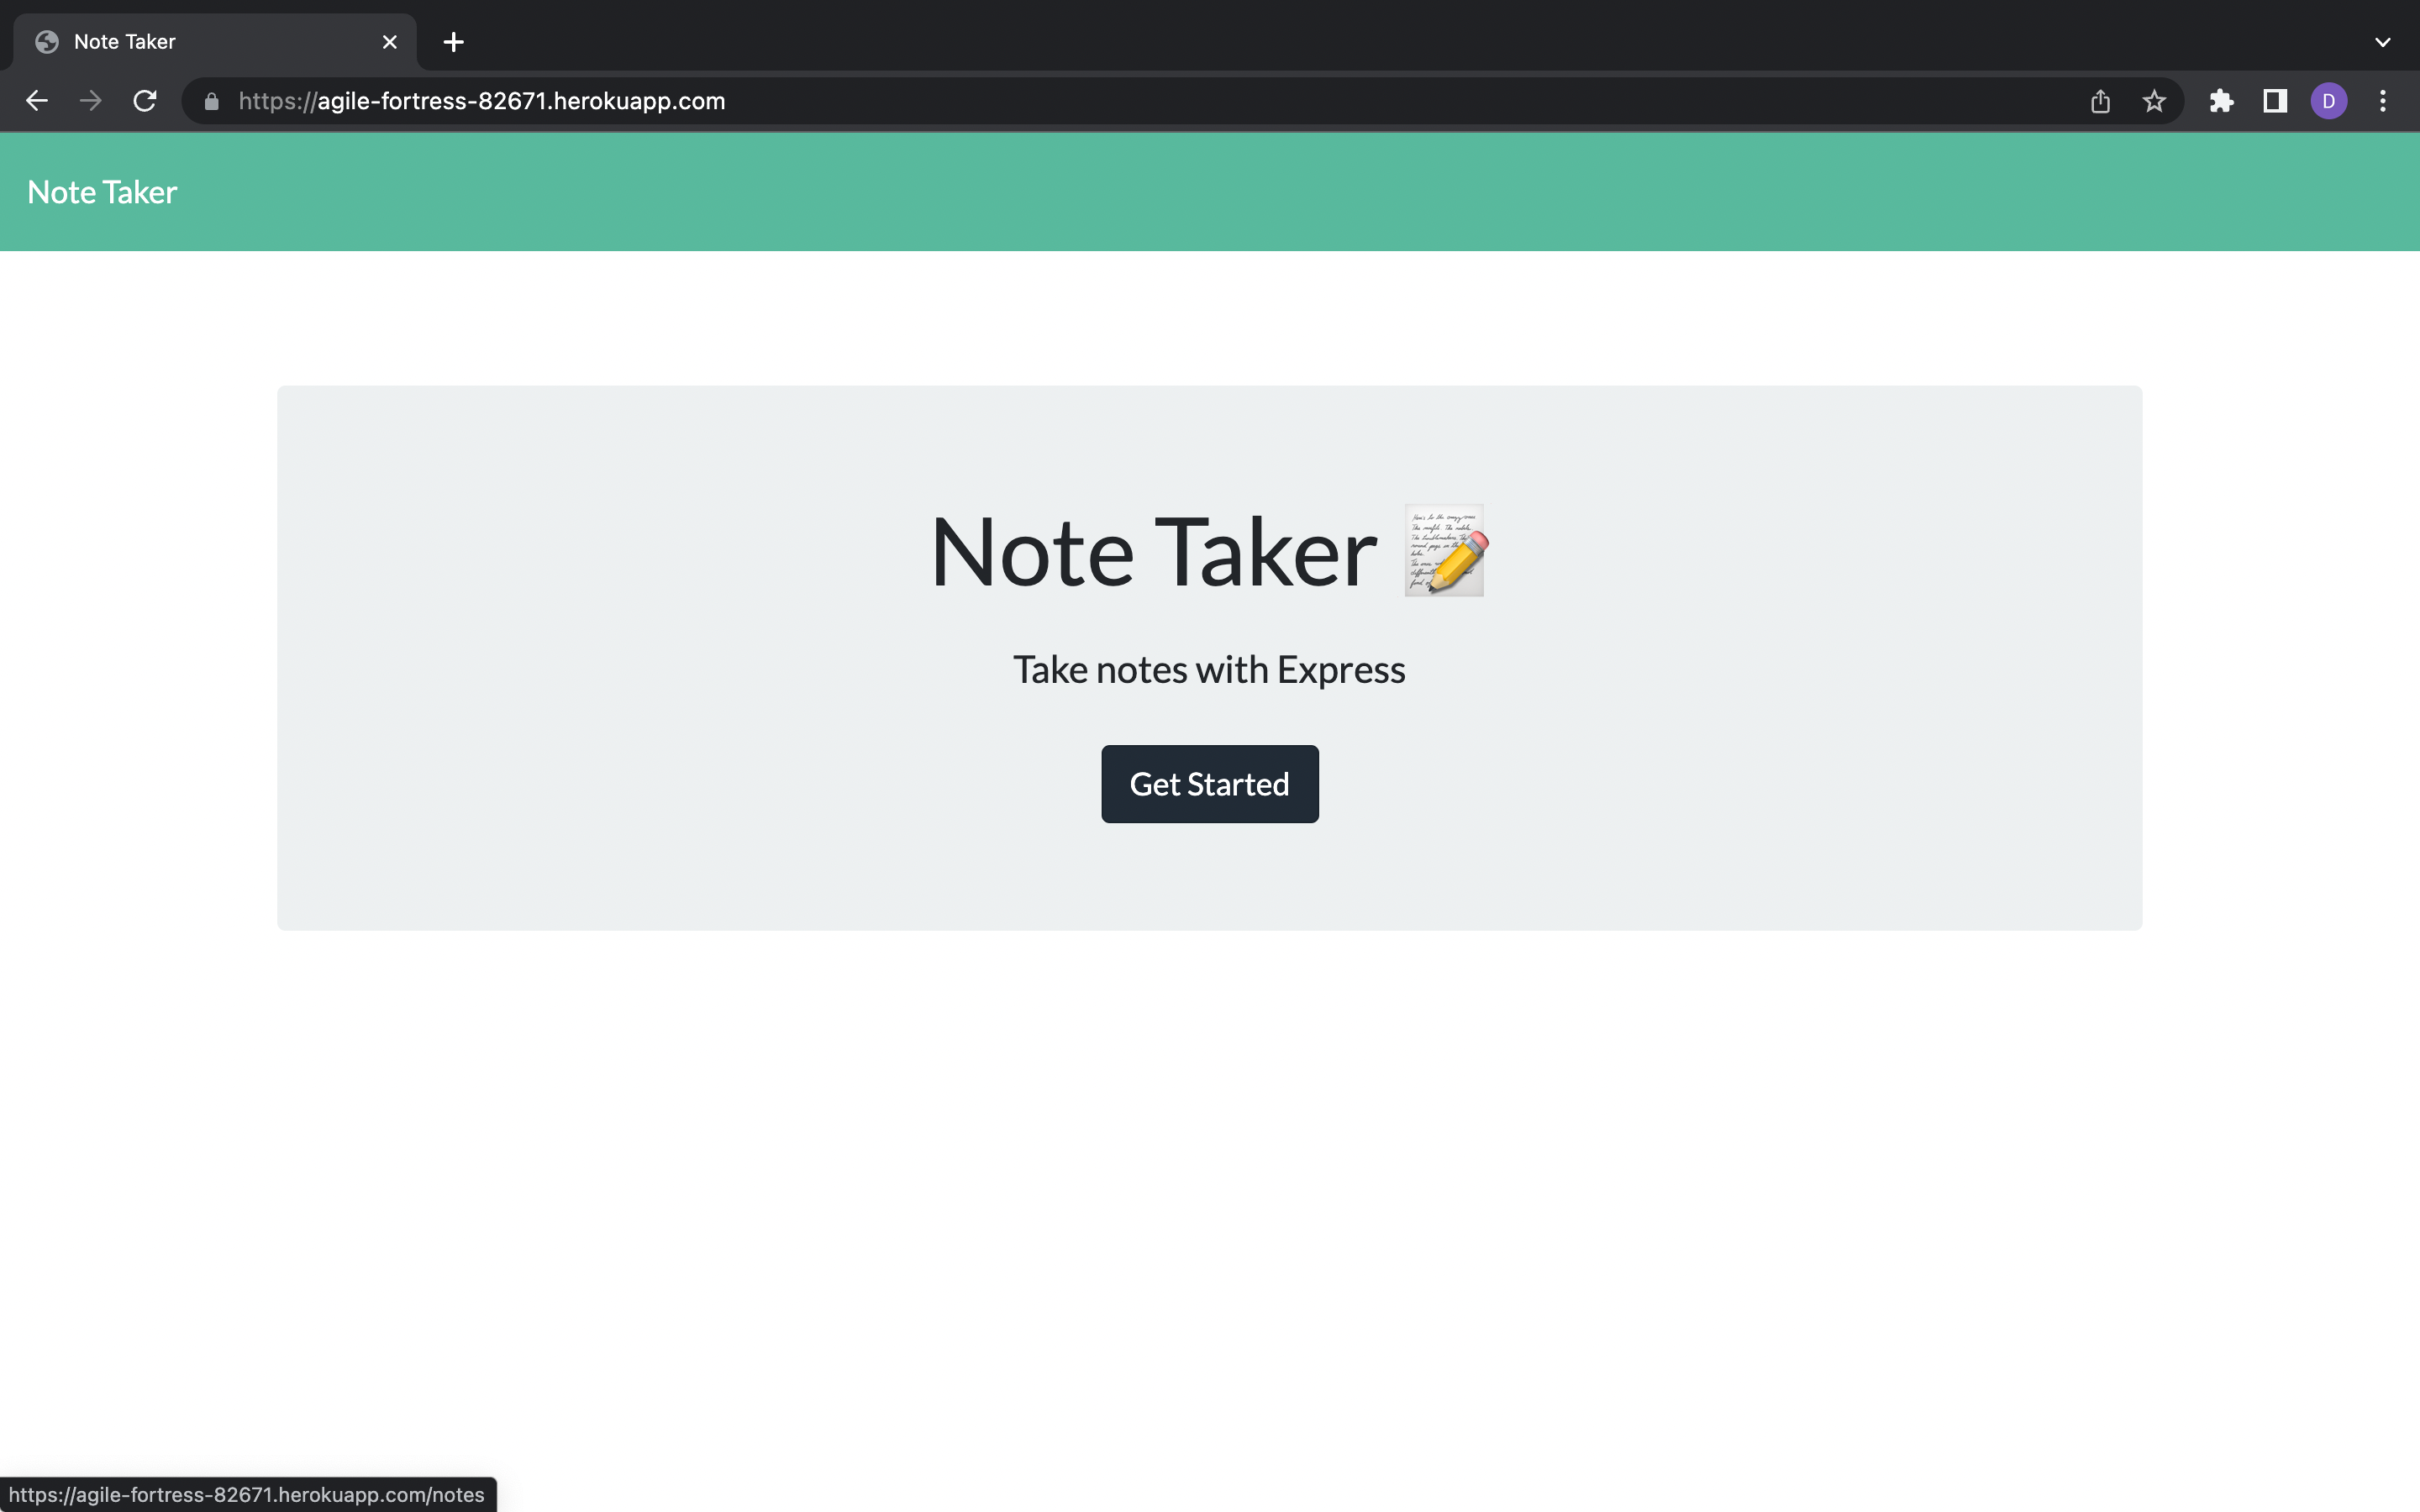 Note Taker
https://agile-fortress-82671.herokuapp.com
D
Note Taker
Note Taker
Take notes with Express
Get Started
https://agile-fortress-82671.herokuapp.com/notes